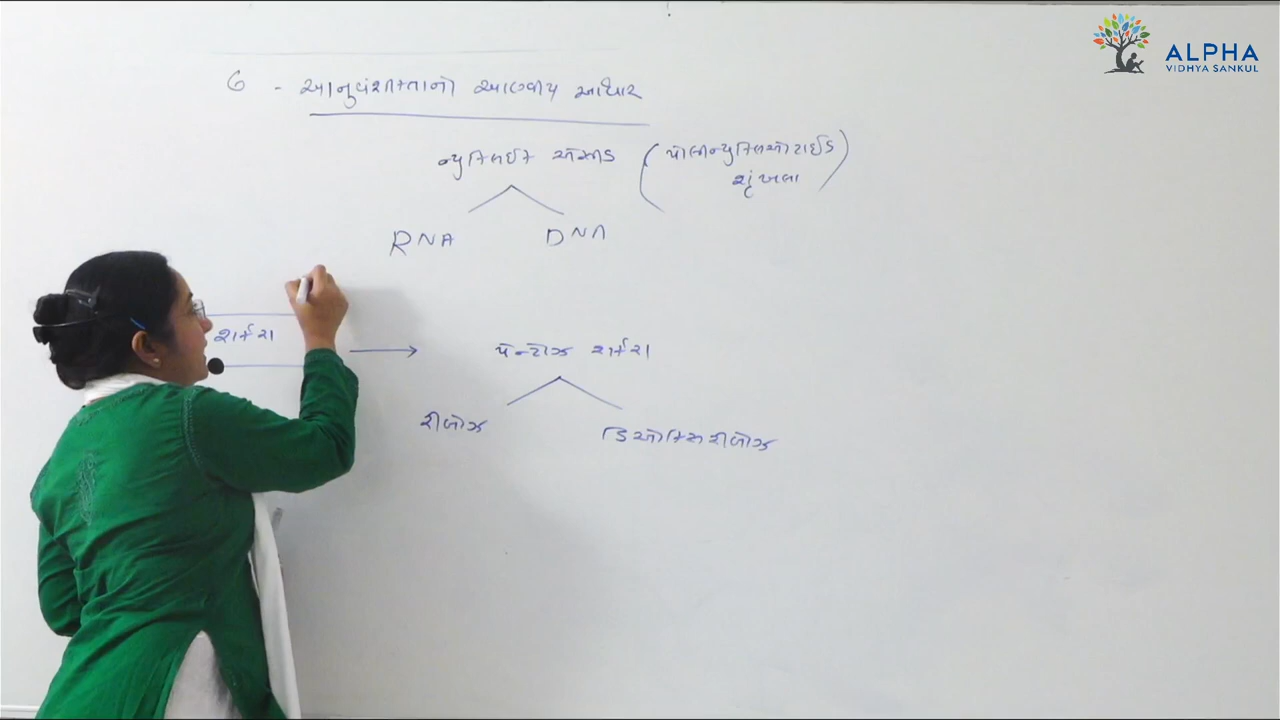 ALPHA
VIDHYA SANKUL
6 - આનુવંશિકતાનો આણ્વીય આધાર
ન્યુક્લિઈક એસિડ (પોલીન્યુક્લિઓટાઈડ
શૃંખલા)
RNA DNA
શર્કરા → પેન્ટોઝ શર્કરા
રીબોઝ ડિઓક્સિરીબોઝ